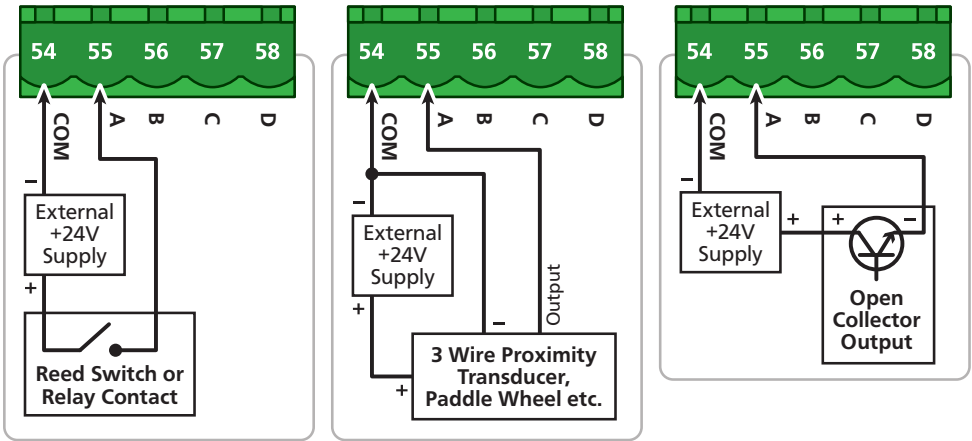 54 55 56 57 58
COM A B C D
−
External
+24V
Supply
+
Reed Switch or
Relay Contact
54 55 56 57 58
COM A B C D
−
External
+24V
Supply
+
Output
−
+
3 Wire Proximity
Transducer,
Paddle Wheel etc.
54 55 56 57 58
COM A B C D
−
External
+24V
Supply
+
+ −
Open
Collector
Output